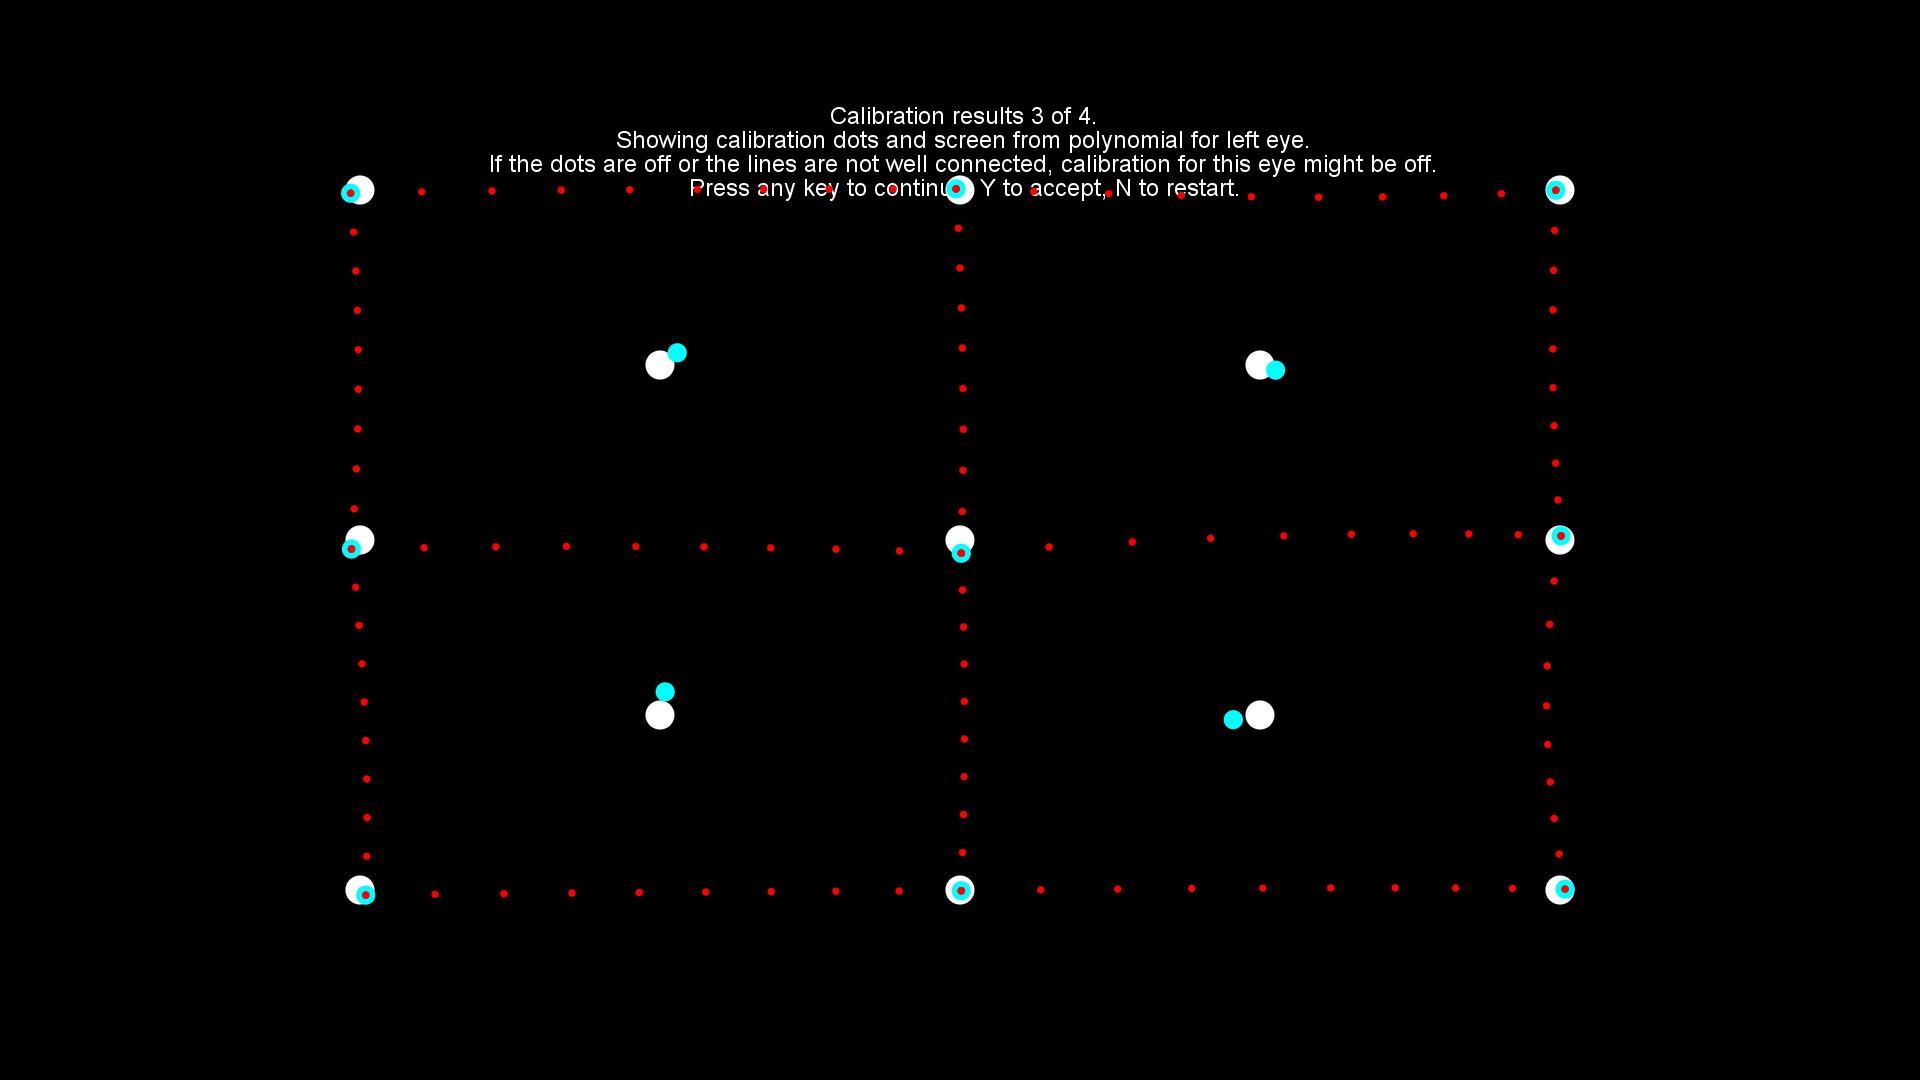 Calibration results 3 of 4.
Showing calibration dots and screen from polynomial for left eye.
If the dots are off or the lines are not well connected, calibration for this eye might be off.
Press any key to continue, Y to accept, N to restart.